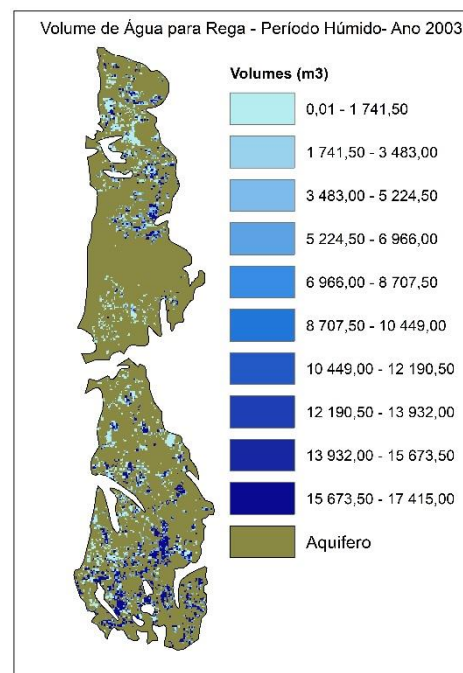 Volume de Água para Rega - Período Húmido- Ano 2003
Volumes (m3)
0,01 - 1 741,50
1 741,50 - 3 483,00
3 483,00 - 5 224,50
5 224,50 - 6 966,00
6 966,00 - 8 707,50
8 707,50 - 10 449,00
10 449,00 - 12 190,50
12 190,50 - 13 932,00
13 932,00 - 15 673,50
15 673,50 - 17 415,00
Aquifero